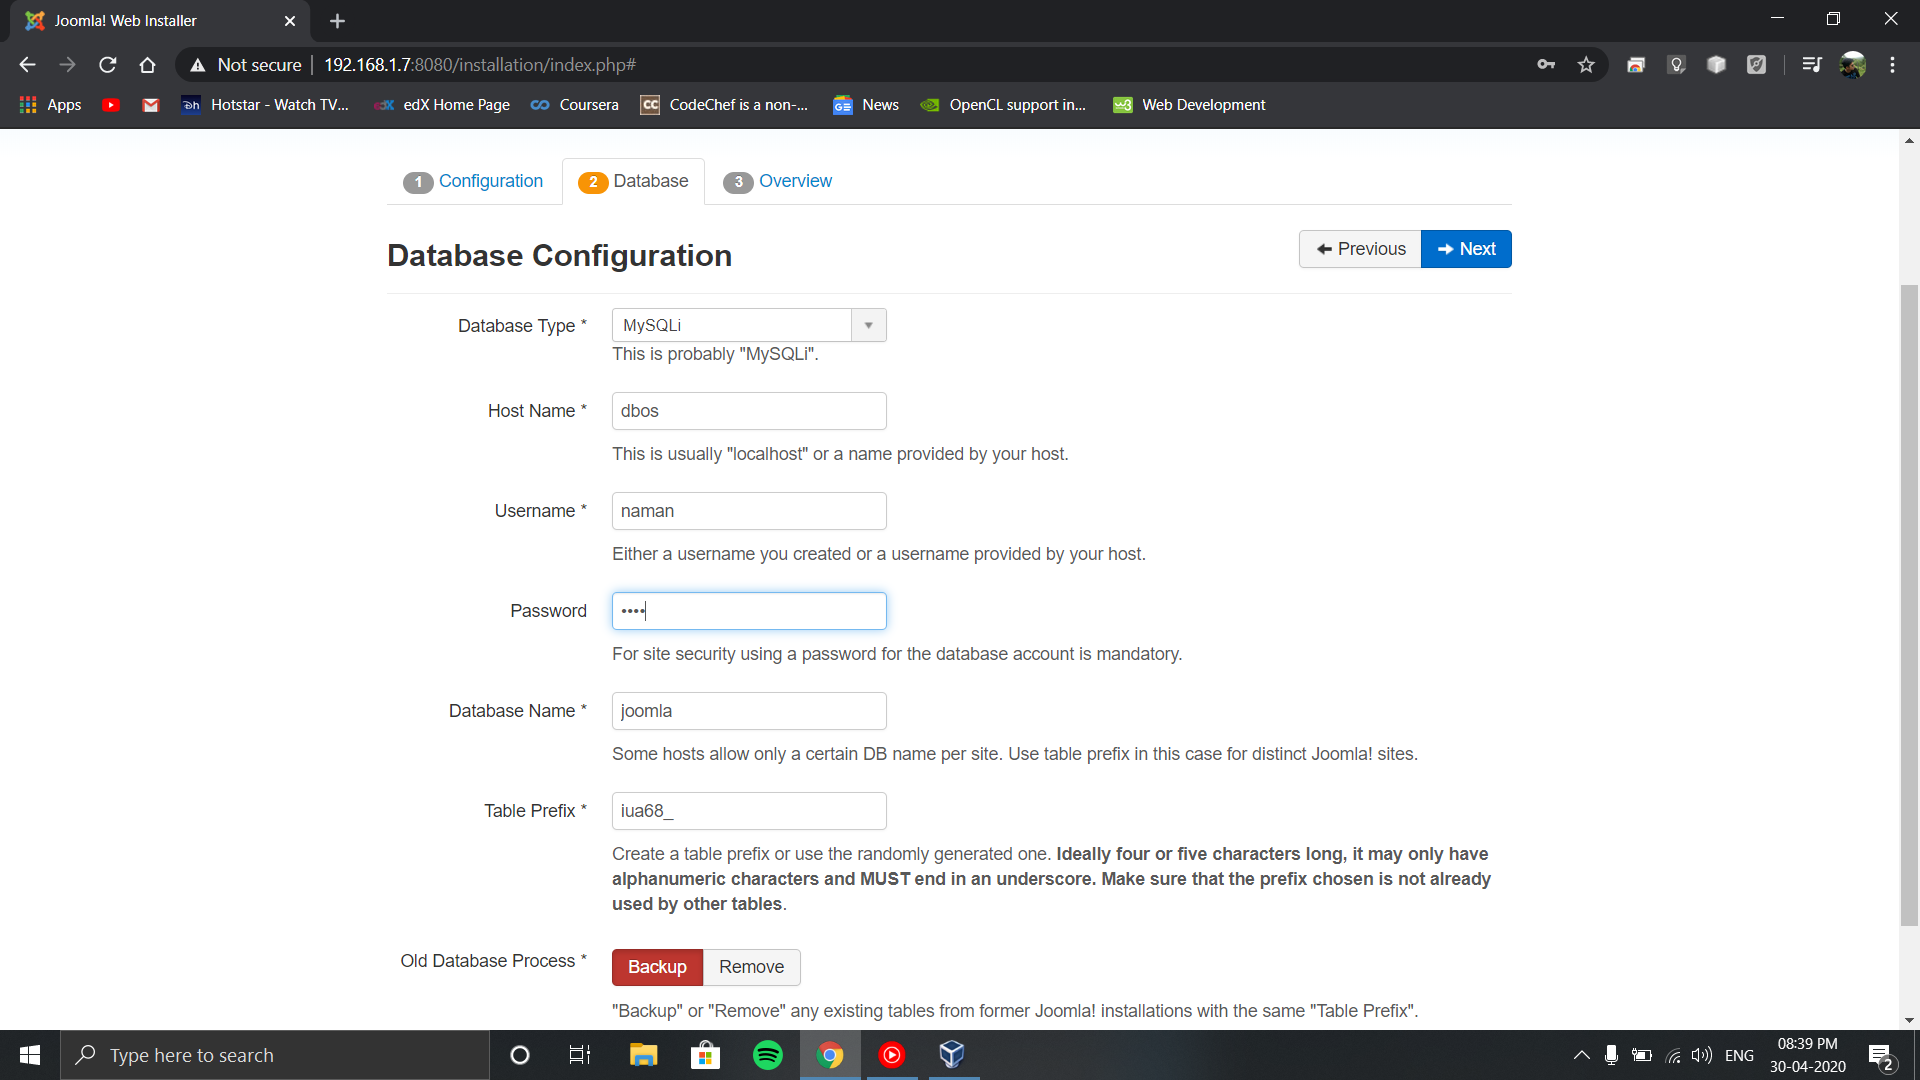 Joomla! Web Installer
Not secure | 192.168.1.7:8080/installation/index.php#
Apps
Hotstar - Watch TV...
edX Home Page
Coursera
CodeChef is a non-...
News
OpenCL support in...
Web Development
1 Configuration
2 Database
3 Overview
Database Configuration
Previous
Next
Database Type *
MySQLi
This is probably "MySQLi".
Host Name *
dbos
This is usually "localhost" or a name provided by your host.
Username *
naman
Either a username you created or a username provided by your host.
Password
••••
For site security using a password for the database account is mandatory.
Database Name *
joomla
Some hosts allow only a certain DB name per site. Use table prefix in this case for distinct Joomla! sites.
Table Prefix *
iua68_
Create a table prefix or use the randomly generated one. Ideally four or five characters long, it may only have
alphanumeric characters and MUST end in an underscore. Make sure that the prefix chosen is not already
used by other tables.
Old Database Process *
Backup
Remove
"Backup" or "Remove" any existing tables from former Joomla! installations with the same "Table Prefix".
Type here to search
ENG
08:39 PM
30-04-2020
2